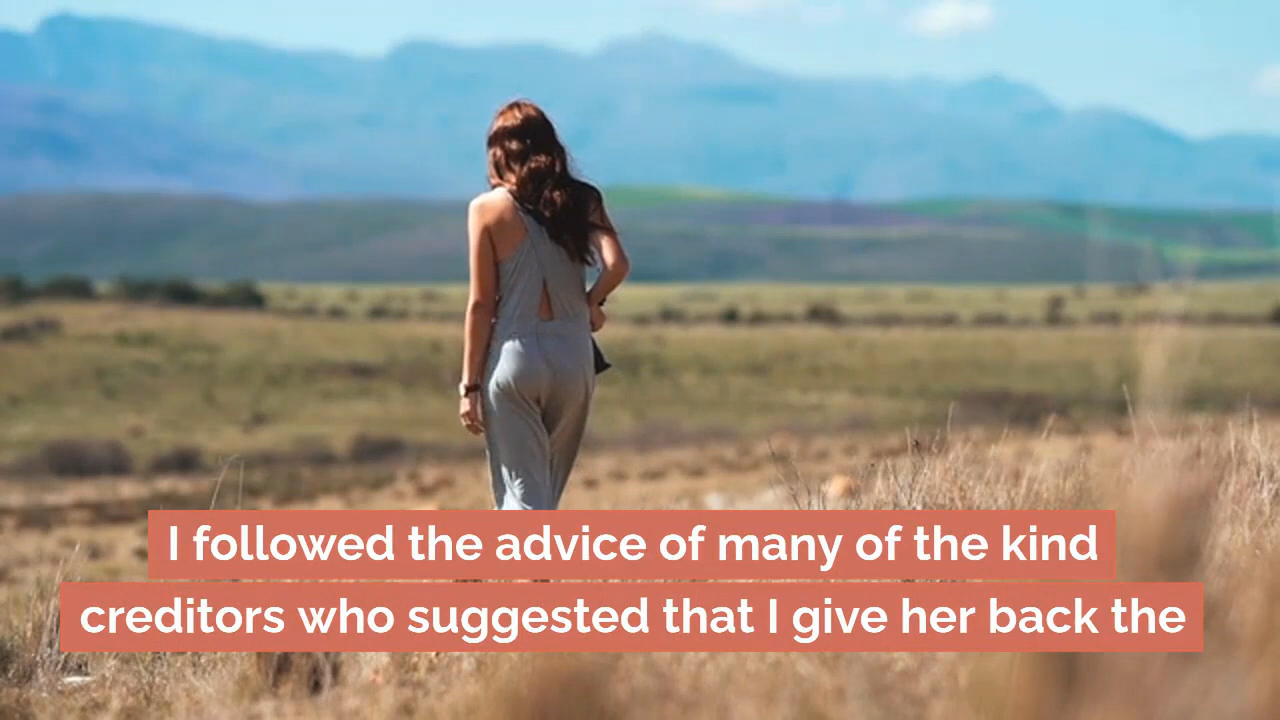 I followed the advice of many of the kind
creditors who suggested that I give her back the